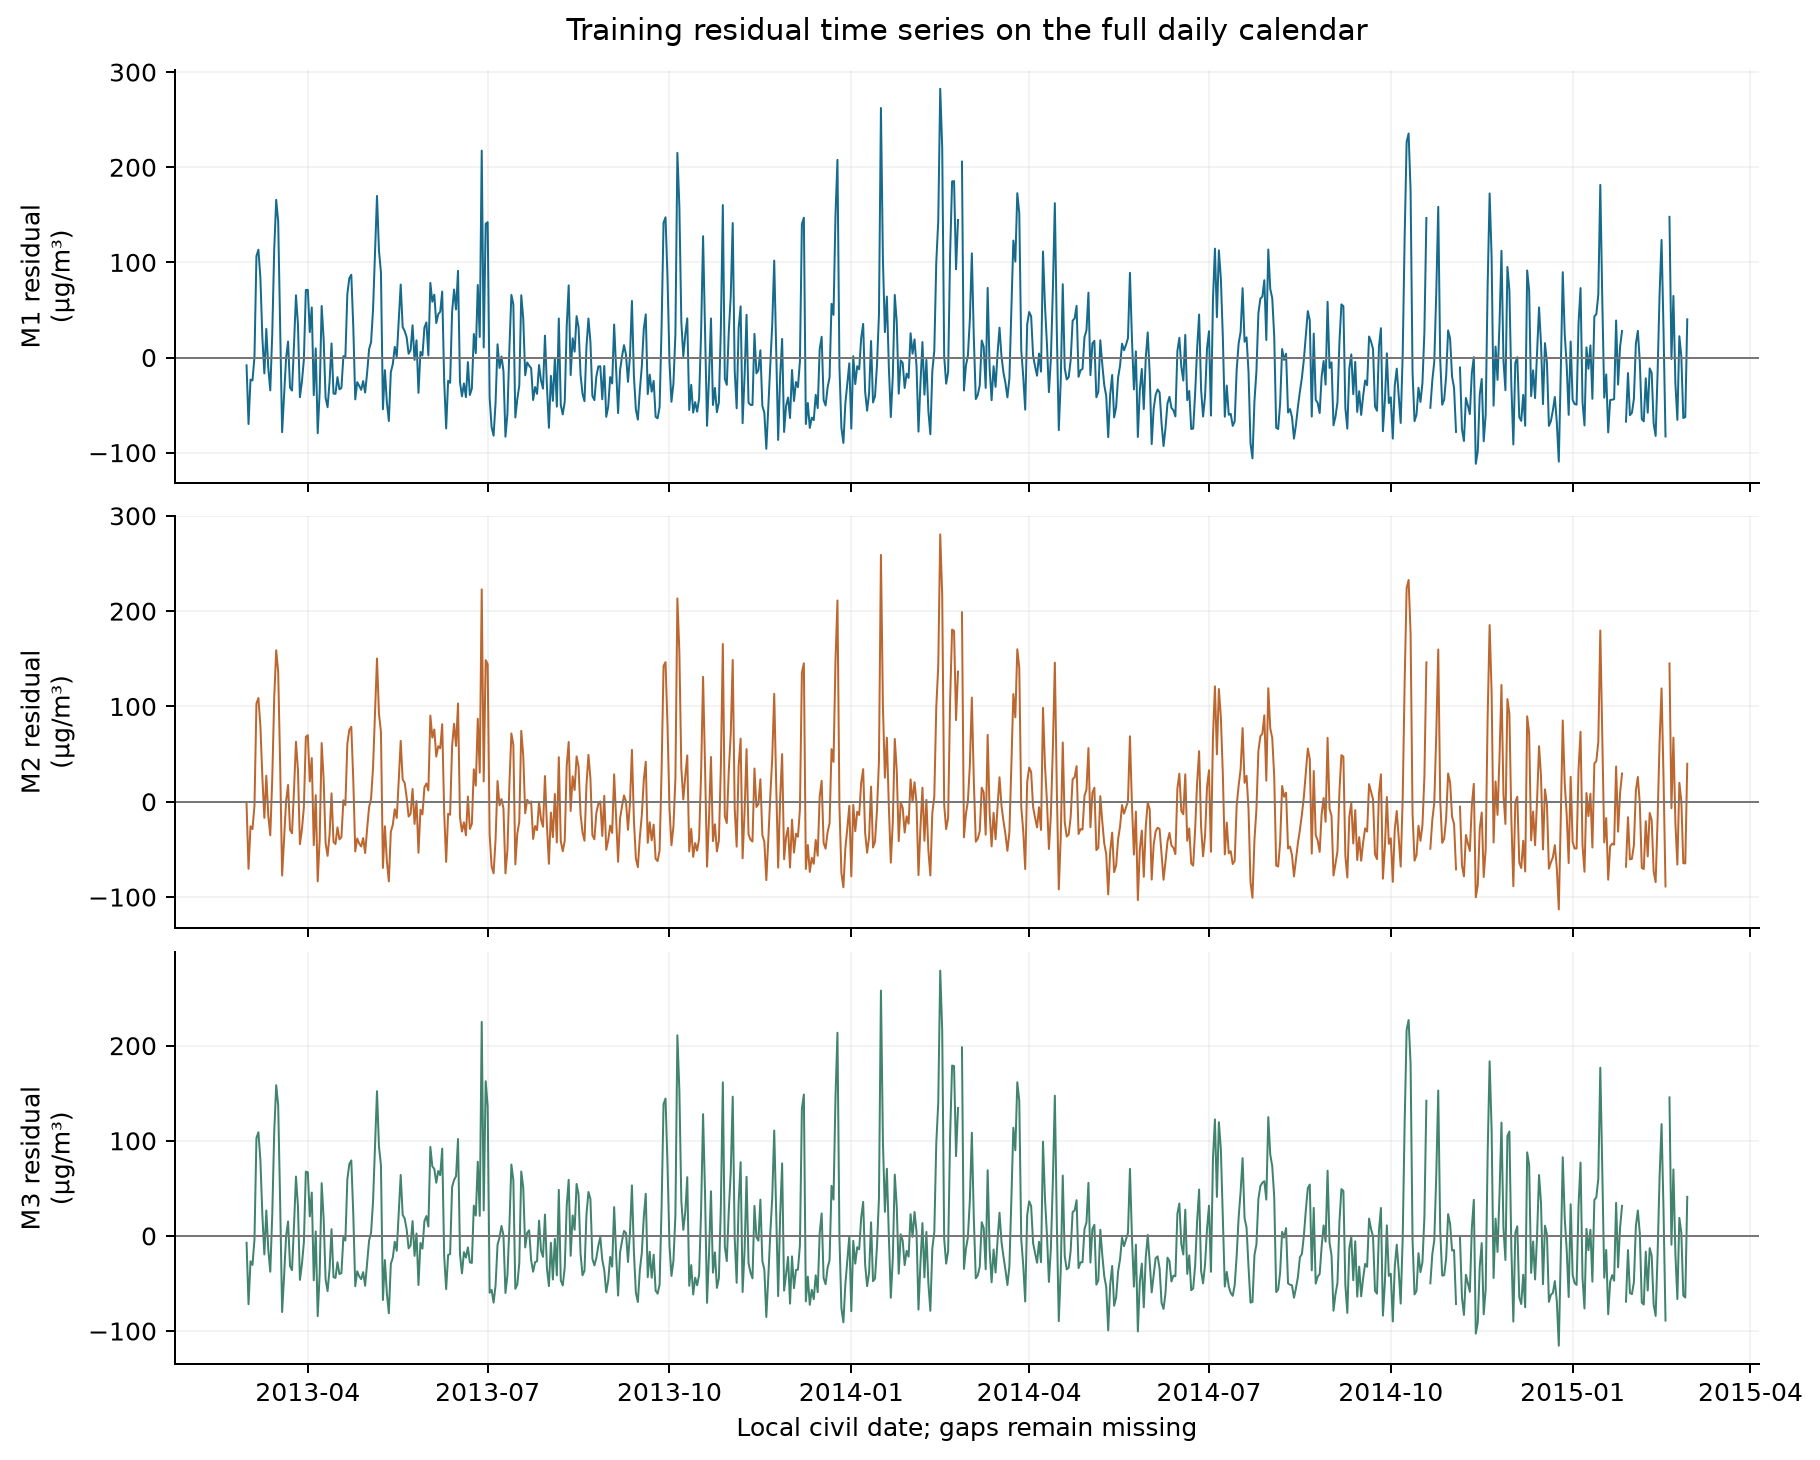 Training residual time series on the full daily calendar
M1 residual
(µg/m³)
300
200
100
0
−100
M2 residual
(µg/m³)
300
200
100
0
−100
M3 residual
(µg/m³)
200
100
0
−100
2013-04 2013-07 2013-10 2014-01 2014-04 2014-07 2014-10 2015-01 2015-04
Local civil date; gaps remain missing